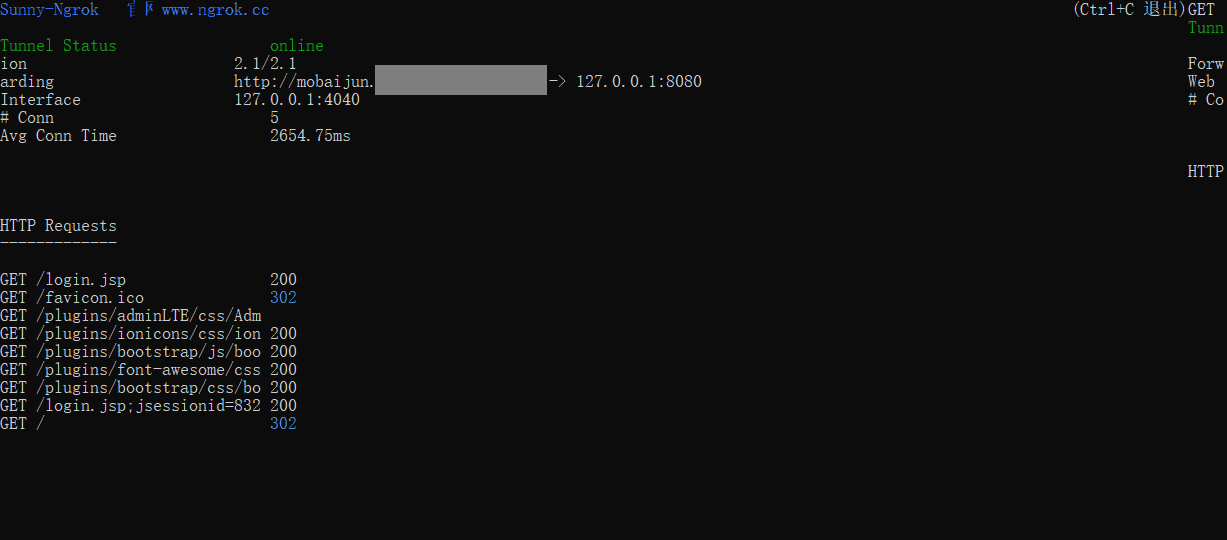 Sunny-Ngrok www.ngrok.cc (Ctrl+C 退出)GET
Tunn
Tunnel Status online
ion 2.1/2.1 Forw
arding http://mobaijun. -> 127.0.0.1:8080 Web
Interface 127.0.0.1:4040 # Co
# Conn 5
Avg Conn Time 2654.75ms
HTTP
HTTP Requests
-------------
GET /login.jsp 200
GET /favicon.ico 302
GET /plugins/adminLTE/css/Adm
GET /plugins/ionicons/css/ion 200
GET /plugins/bootstrap/js/boo 200
GET /plugins/font-awesome/css 200
GET /plugins/bootstrap/css/bo 200
GET /login.jsp;jsessionid=832 200
GET / 302